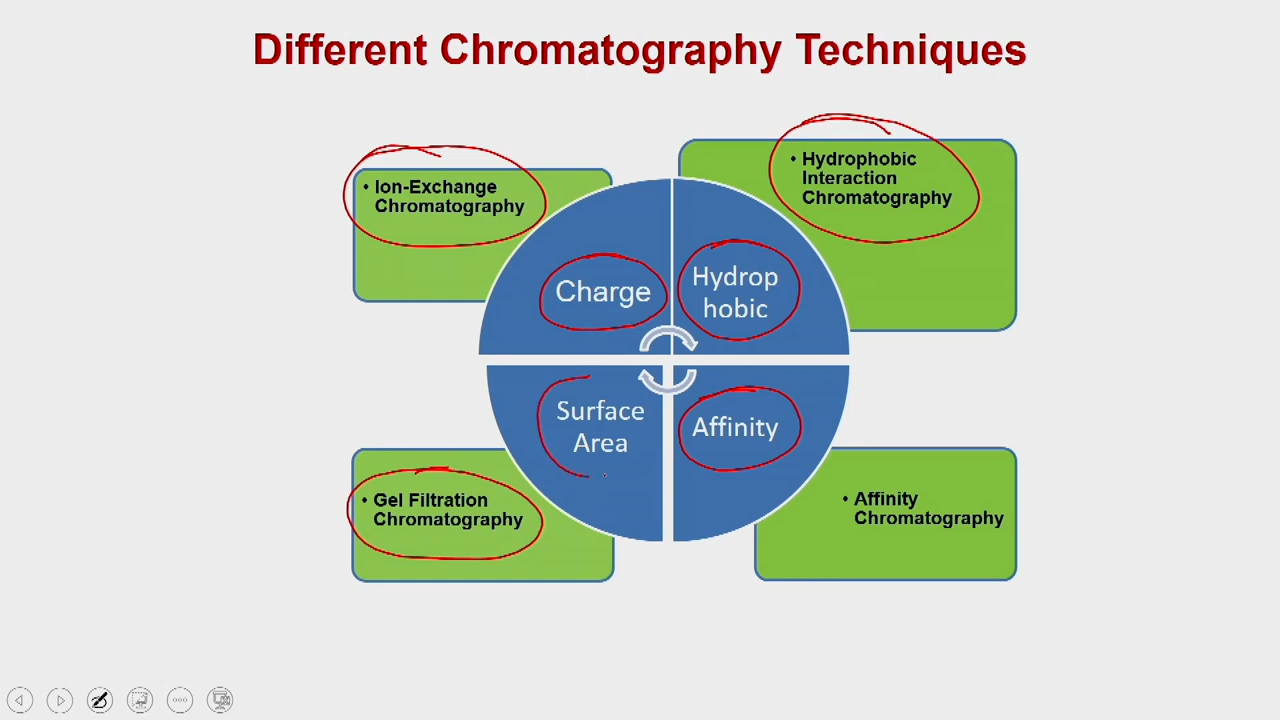 Different Chromatography Techniques
• Ion-Exchange
Chromatography
• Hydrophobic
Interaction
Chromatography
Charge
Hydrop
hobic
Surface
Area
Affinity
• Gel Filtration
Chromatography
• Affinity
Chromatography